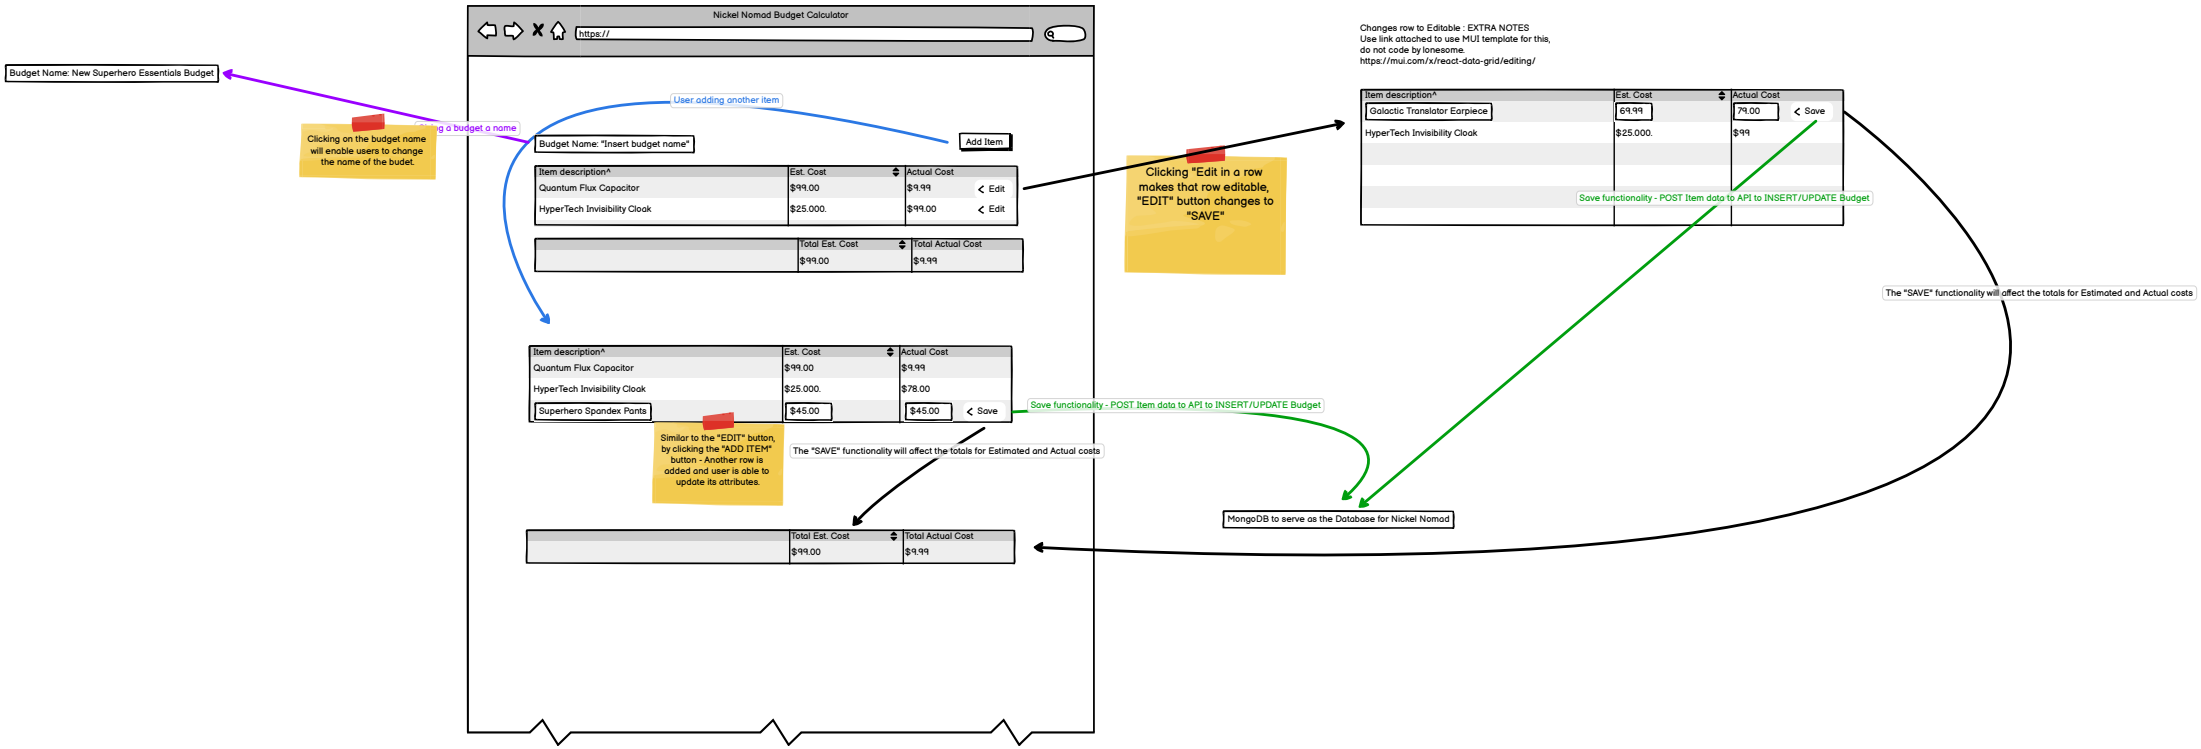 Nickel Nomad Budget Calculator
https://
Changes row to Editable : EXTRA NOTES
Use link attached to use MUI template for this,
do not code by lonesome.
https://mui.com/x/react-data-grid/editing/
Budget Name: New Superhero Essentials Budget
a budget a name
Clicking on the budget name
will enable users to change
the name of the budet.
User adding another item
Budget Name: "Insert budget name"
Add Item
Item description^ Est. Cost Actual Cost
Quantum Flux Capacitor $99.00 $9.99 < Edit
HyperTech Invisibility Cloak $25.000. $99.00 < Edit
Total Est. Cost Total Actual Cost
$99.00 $9.99
Clicking "Edit in a row
makes that row editable,
"EDIT" button changes to
"SAVE"
Item description^ Est. Cost Actual Cost
Galactic Translator Earpiece 69.99 79.00 < Save
HyperTech Invisibility Cloak $25.000. $99
Save functionality - POST Item data to API to INSERT/UPDATE Budget
The "SAVE" functionality will affect the totals for Estimated and Actual costs
Item description^ Est. Cost Actual Cost
Quantum Flux Capacitor $99.00 $9.99
HyperTech Invisibility Cloak $25.000. $78.00
Superhero Spandex Pants $45.00 $45.00 < Save
Save functionality - POST Item data to API to INSERT/UPDATE Budget
Similar to the "EDIT" button,
by clicking the "ADD ITEM"
button - Another row is
added and user is able to
update its attributes.
The "SAVE" functionality will affect the totals for Estimated and Actual costs
MongoDB to serve as the Database for Nickel Nomad
Total Est. Cost Total Actual Cost
$99.00 $9.99